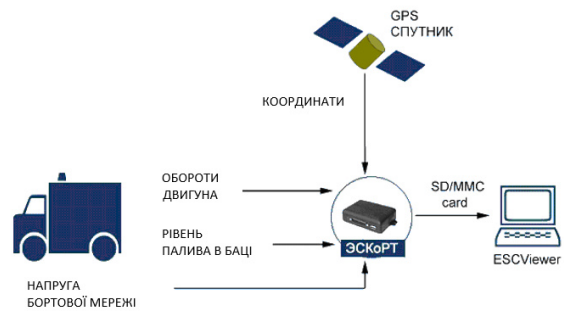 GPS
СПУТНИК
КООРДИНАТИ
ОБОРОТИ
ДВИГУНА
РІВЕНЬ
ПАЛИВА В БАЦІ
НАПРУГА
БОРТОВОЇ МЕРЕЖІ
ЭСКоРТ
SD/MMC
card
ESCViewer